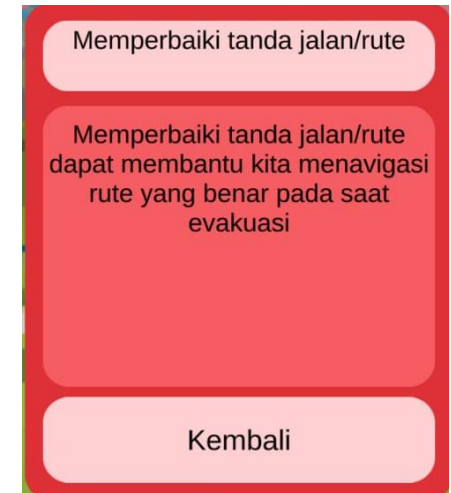 Memperbaiki tanda jalan/rute
Memperbaiki tanda jalan/rute
dapat membantu kita menavigasi
rute yang benar pada saat
evakuasi
Kembali